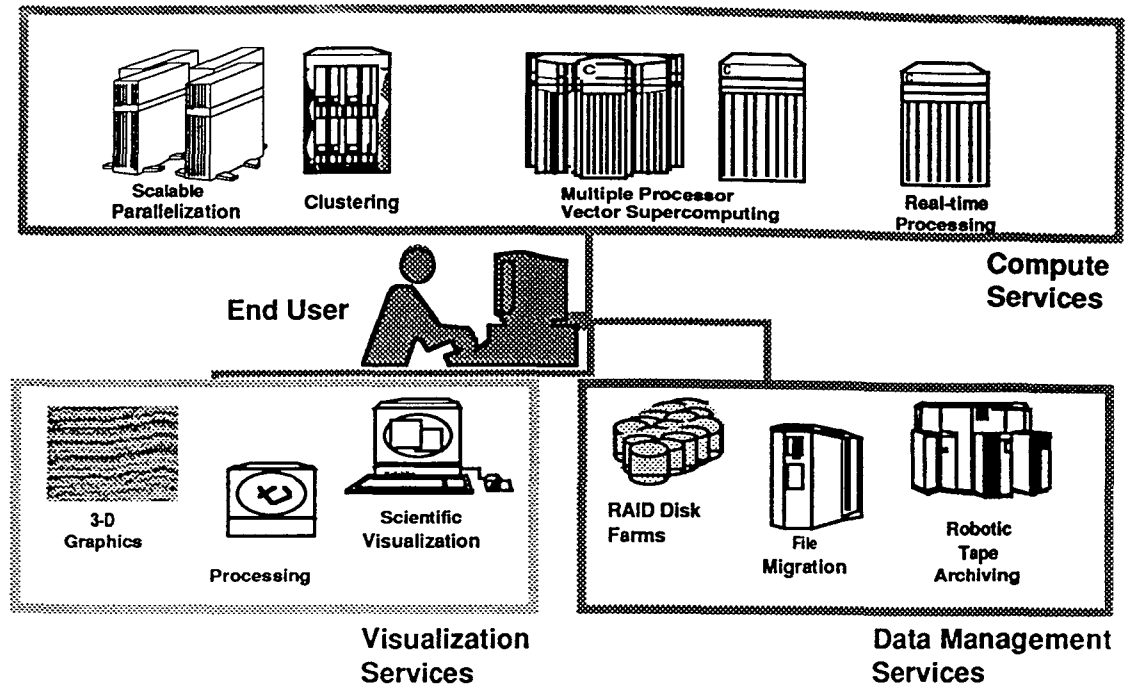 Scalable
Parallelization
Clustering
Multiple Processor
Vector Supercomputing
Real-time
Processing
Compute
Services
End User
3-D
Graphics
Processing
Scientific
Visualization
RAID Disk
Farms
File
Migration
Robotic
Tape
Archiving
Visualization
Services
Data Management
Services